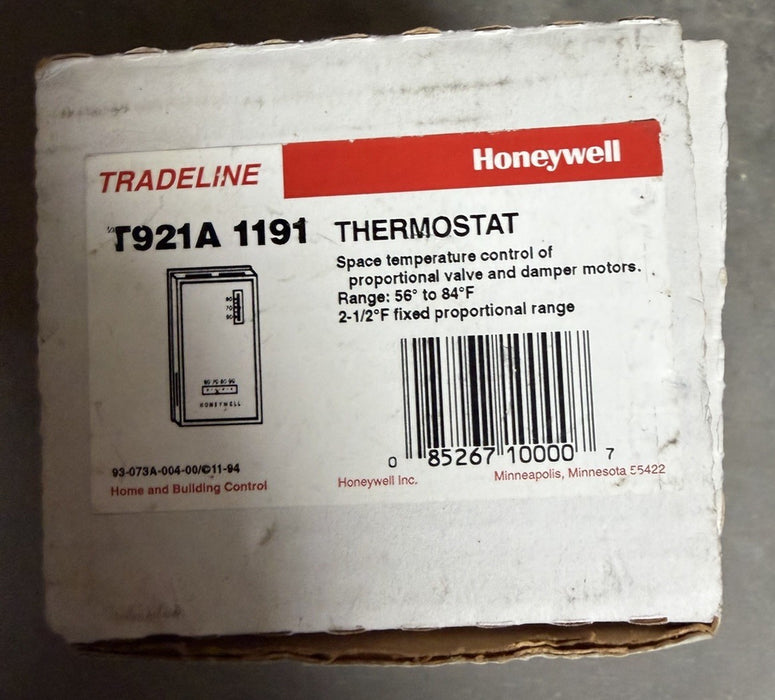 TRADELINE
Honeywell
T921A 1191
THERMOSTAT
Space temperature control of
proportional valve and damper motors.
Range: 56° to 84°F
2-1/2°F fixed proportional range
HONEYWELL
0 85267 10000 7
93-073A-004-00/©11-94
Home and Building Control
Honeywell Inc.
Minneapolis, Minnesota 55422